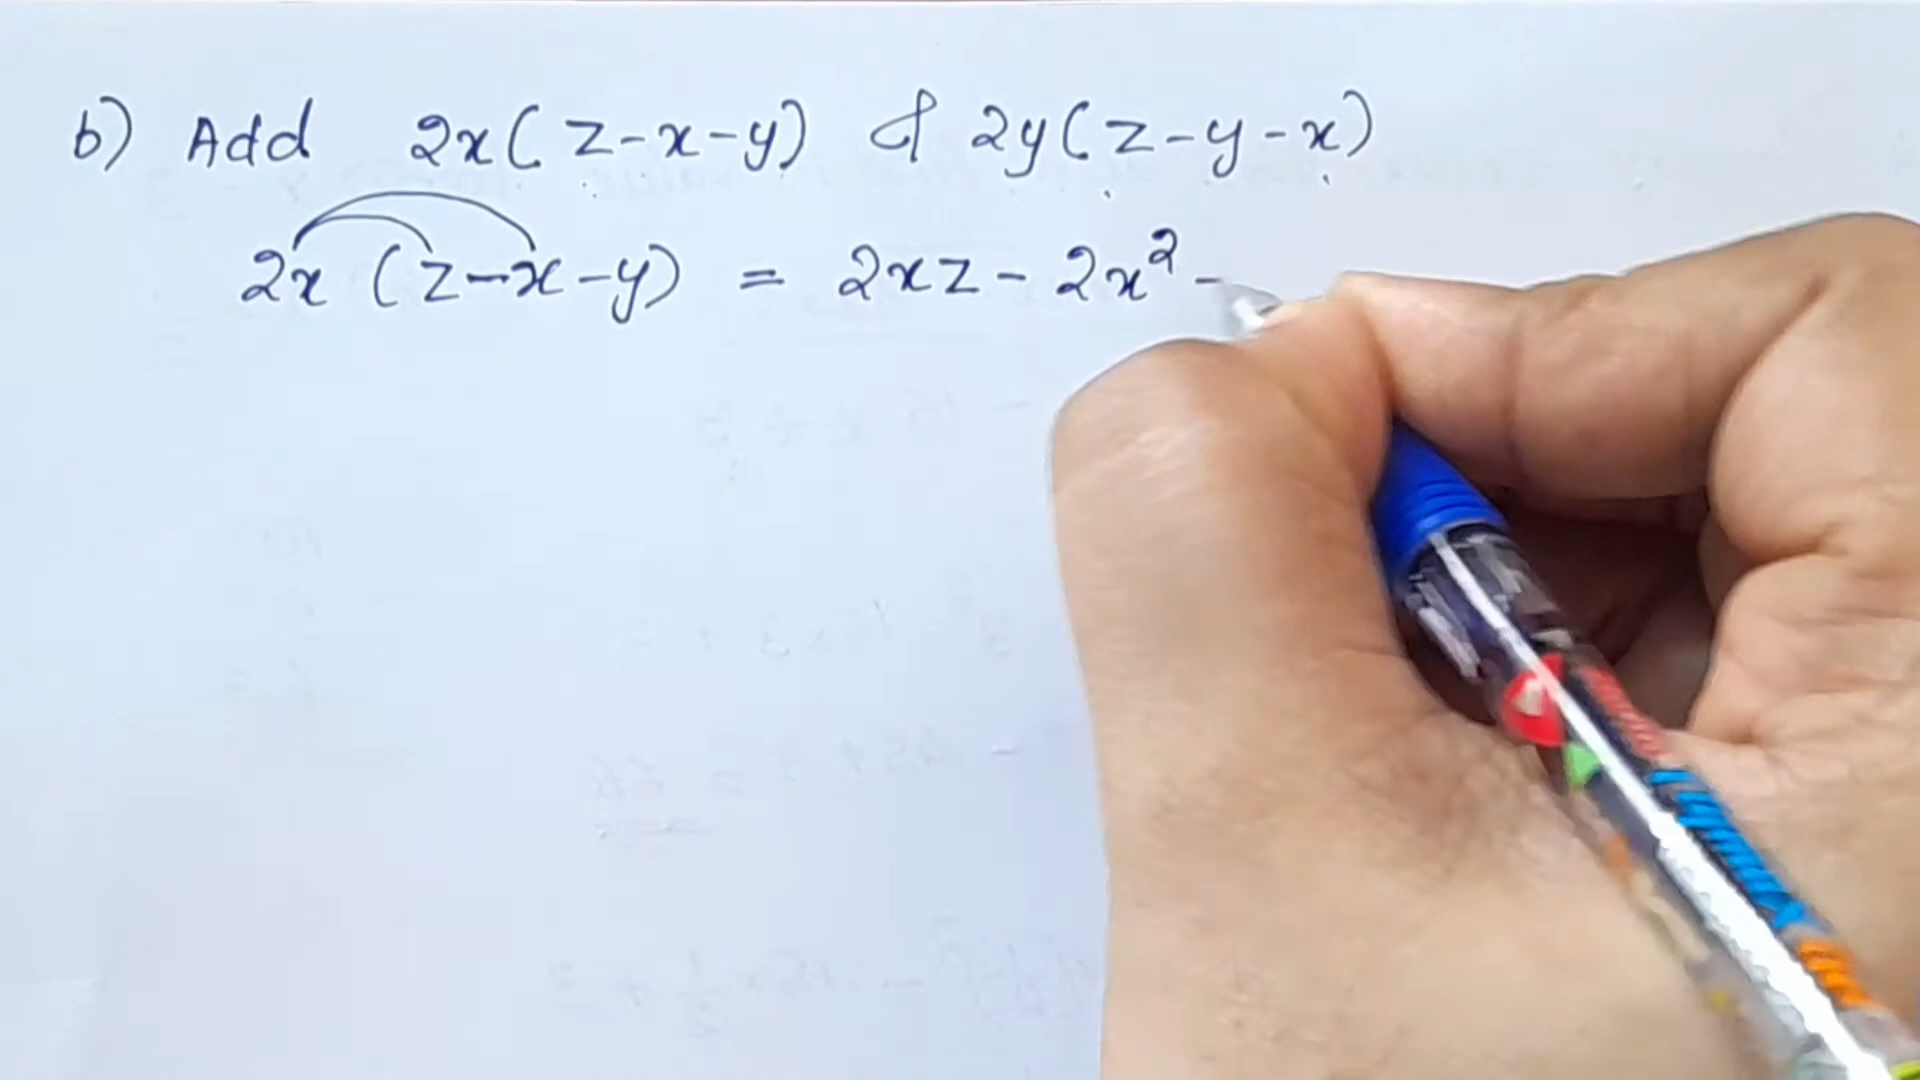 b) Add 2x(z-x-y) & 2y(z-y-x)
2x (z-x-y) = 2xz - 2x² -